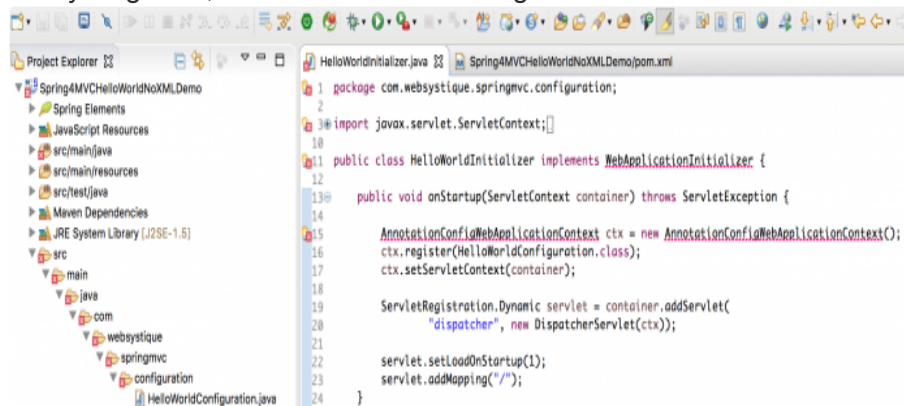 Project Explorer
Spring4MVCHelloWorldNoXMLDemo
Spring Elements
JavaScript Resources
src/main/java
src/main/resources
src/test/java
Maven Dependencies
JRE System Library [J2SE-1.5]
src
main
java
com
websystique
springmvc
configuration
HelloWorldConfiguration.java
HelloWorldInitializer.java
Spring4MVCHelloWorldNoXMLDemo/pom.xml
1 package com.websystique.springmvc.configuration;
2
3 import javax.servlet.ServletContext;
10
11 public class HelloWorldInitializer implements WebApplicationInitializer {
12
13 public void onStartup(ServletContext container) throws ServletException {
14
15 AnnotationConfigWebApplicationContext ctx = new AnnotationConfigWebApplicationContext();
16 ctx.register(HelloWorldConfiguration.class);
17 ctx.setServletContext(container);
18
19 ServletRegistration.Dynamic servlet = container.addServlet(
20 "dispatcher", new DispatcherServlet(ctx));
21
22 servlet.setLoadOnStartup(1);
23 servlet.addMapping("/");
24 }